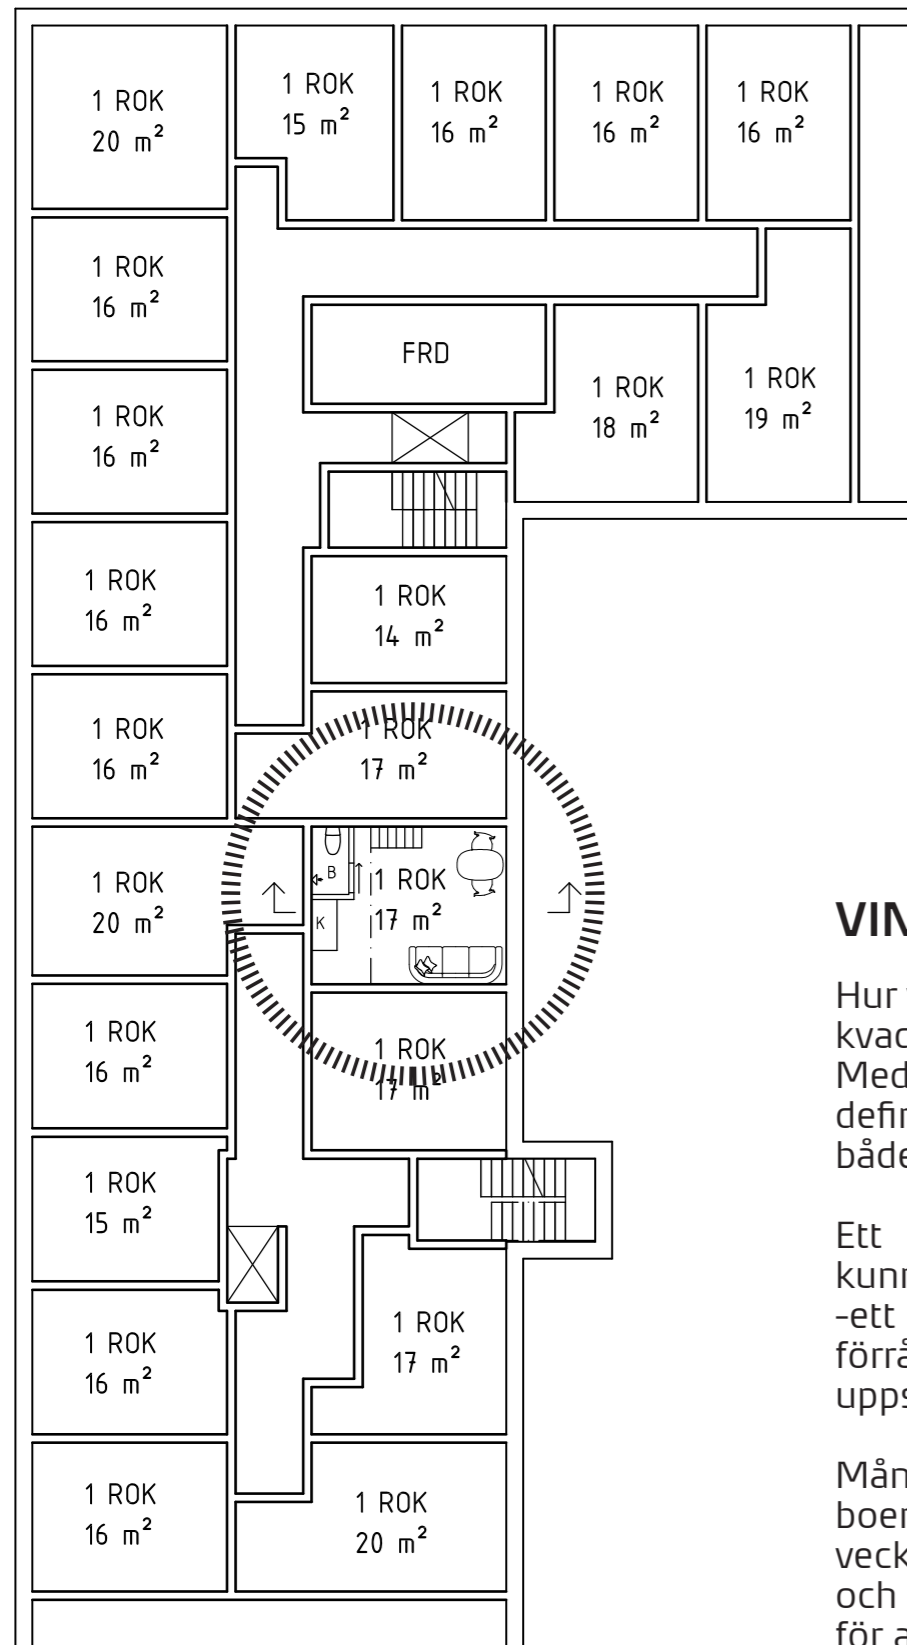 1 ROK
20 m²
1 ROK
15 m²
1 ROK
16 m²
1 ROK
16 m²
1 ROK
16 m²
1 ROK
16 m²
FRD
1 ROK
18 m²
1 ROK
19 m²
1 ROK
16 m²
1 ROK
16 m²
1 ROK
14 m²
1 ROK
16 m²
1 ROK
17 m²
1 ROK
20 m²
B
K
1 ROK
17 m²
1 ROK
16 m²
1 ROK
17 m²
1 ROK
15 m²
1 ROK
16 m²
1 ROK
17 m²
1 ROK
16 m²
1 ROK
20 m²
VIN
Hur
kvad
Med
defin
både
Ett
kunn
-ett
förrå
upps
Mån
boen
veck
och
för a